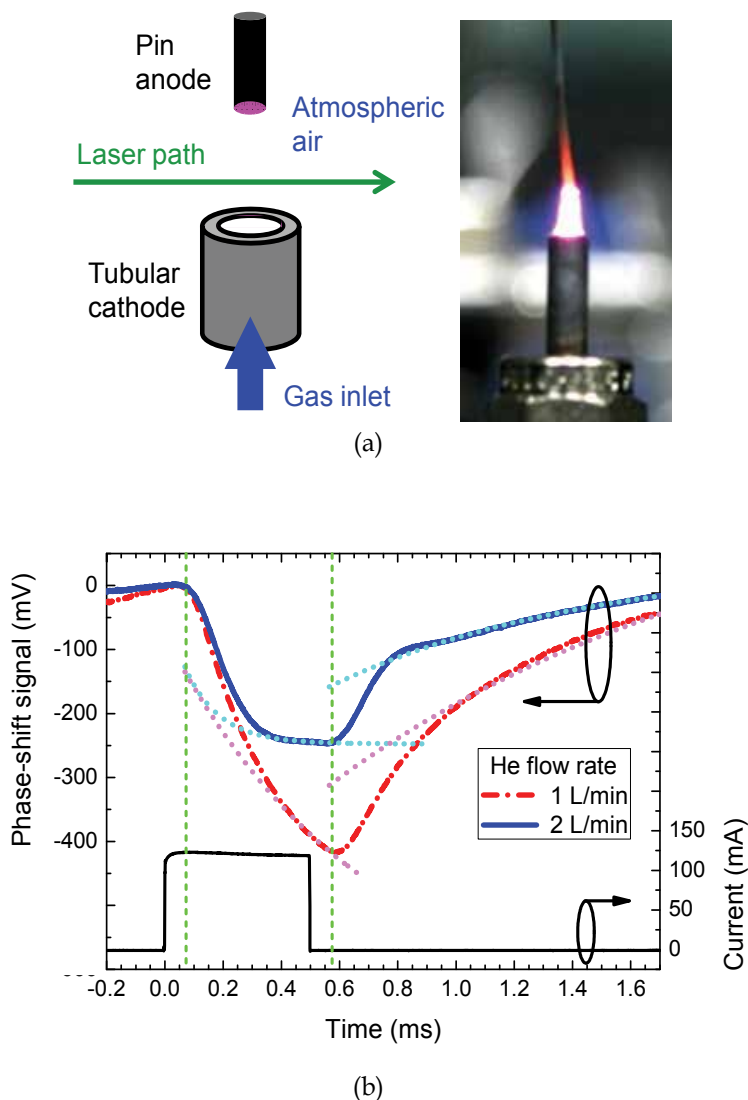 Pin
anode
Atmospheric
air
Laser path
Tubular
cathode
Gas inlet
(a)
Phase-shift signal (mV)
0
-100
-200
-300
-400
He flow rate
1 L/min
2 L/min
150
100
50
0
Current (mA)
-0.2 0.0 0.2 0.4 0.6 0.8 1.0 1.2 1.4 1.6
Time (ms)
(b)